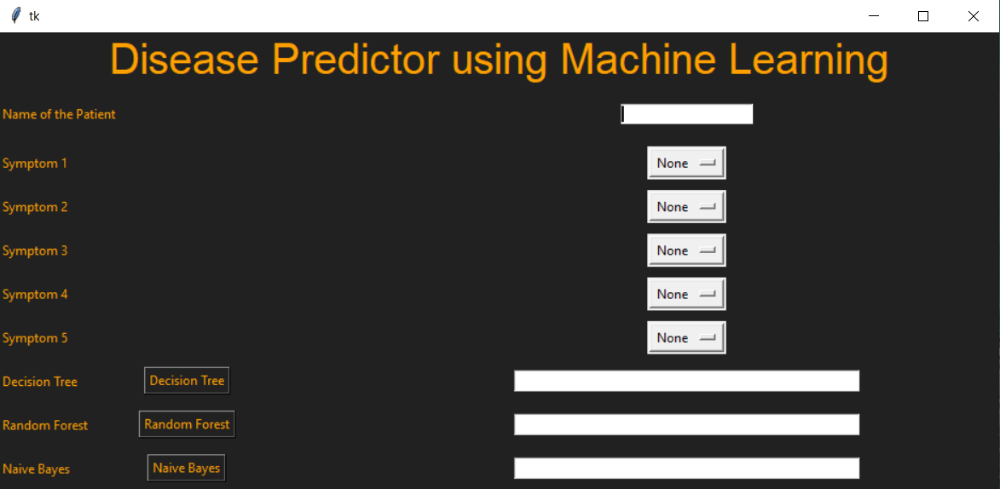 tk
Disease Predictor using Machine Learning
Name of the Patient
Symptom 1 None
Symptom 2 None
Symptom 3 None
Symptom 4 None
Symptom 5 None
Decision Tree Decision Tree
Random Forest Random Forest
Naive Bayes Naive Bayes